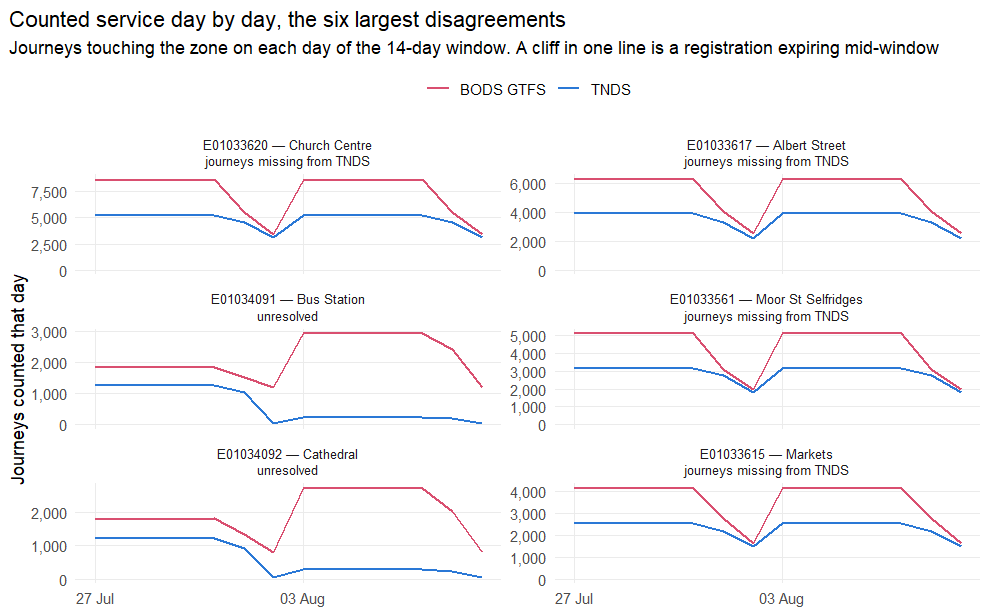 Counted service day by day, the six largest disagreements
Journeys touching the zone on each day of the 14-day window. A cliff in one line is a registration expiring mid-window
BODS GTFS
TNDS
Journeys counted that day
E01033620 — Church Centre
journeys missing from TNDS
7,500
5,000
2,500
0
E01033617 — Albert Street
journeys missing from TNDS
6,000
4,000
2,000
0
E01034091 — Bus Station
unresolved
3,000
2,000
1,000
0
E01033561 — Moor St Selfridges
journeys missing from TNDS
5,000
4,000
3,000
2,000
1,000
0
E01034092 — Cathedral
unresolved
2,000
1,000
0
27 Jul
03 Aug
E01033615 — Markets
journeys missing from TNDS
4,000
3,000
2,000
1,000
0
27 Jul
03 Aug